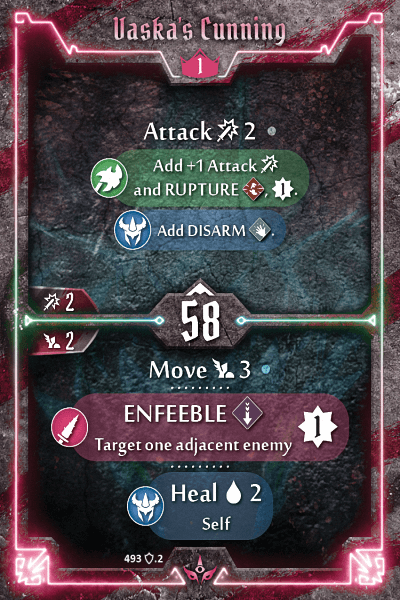 Vaska's Cunning
1
Attack 2
Add +1 Attack
and RUPTURE , 1.
Add DISARM .
2
58
2
Move 3
ENFEEBLE
1
Target one adjacent enemy
Heal 2
Self
493 .2